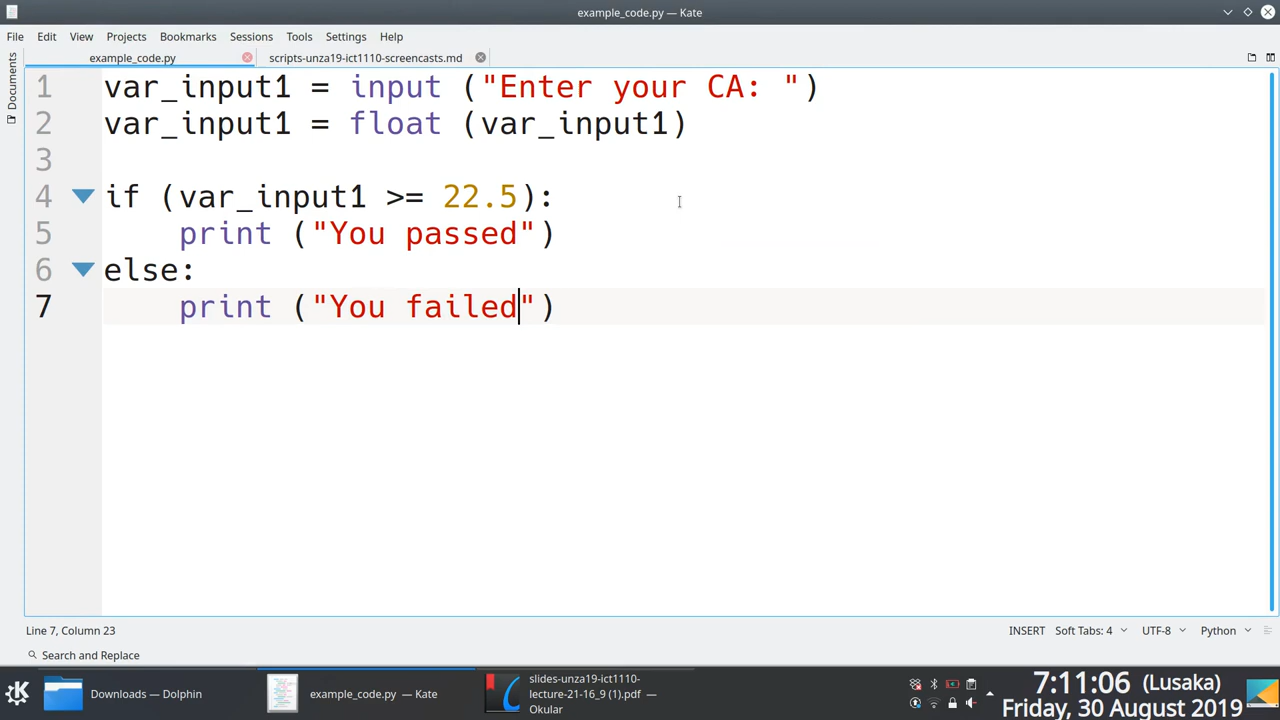 example_code.py — Kate
File Edit View Projects Bookmarks Sessions Tools Settings Help
example_code.py scripts-unza19-ict1110-screencasts.md
Documents
1 var_input1 = input ("Enter your CA: ")
2 var_input1 = float (var_input1)
3
4 if (var_input1 >= 22.5):
5 print ("You passed")
6 else:
7 print ("You failed")
Line 7, Column 23 INSERT Soft Tabs: 4 UTF-8 Python
Search and Replace
Downloads — Dolphin
example_code.py — Kate
slides-unza19-ict1110-
lecture-21-16_9 (1).pdf —
Okular
7:11:06 (Lusaka)
Friday, 30 August 2019